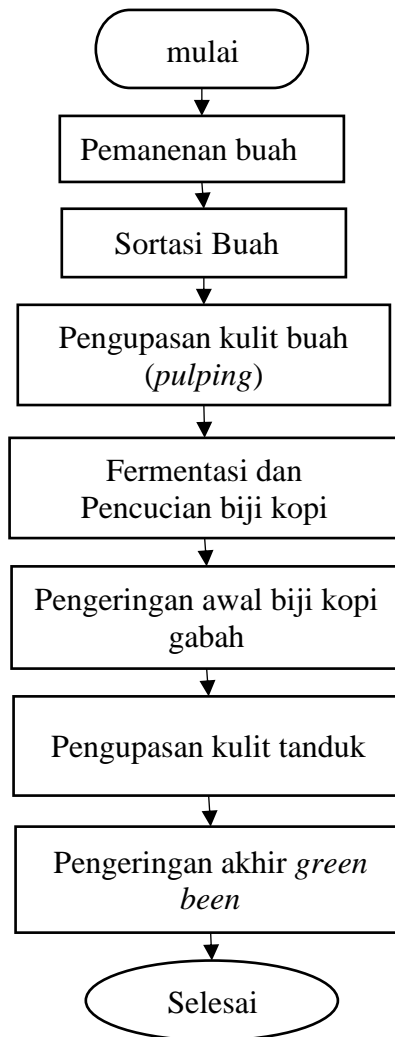 mulai
Pemanenan buah
Sortasi Buah
Pengupasan kulit buah
(pulping)
Fermentasi dan
Pencucian biji kopi
Pengeringan awal biji kopi
gabah
Pengupasan kulit tanduk
Pengeringan akhir green
been
Selesai